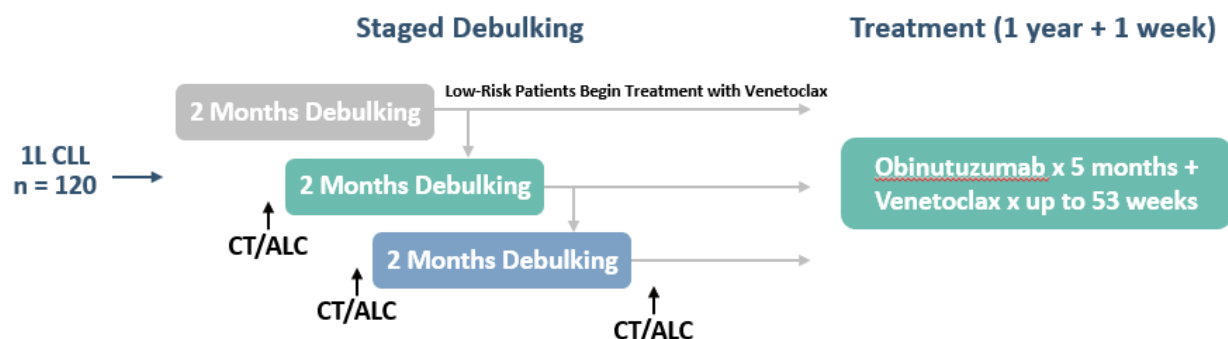 Staged Debulking
Treatment (1 year + 1 week)
Low-Risk Patients Begin Treatment with Venetoclax
2 Months Debulking
1L CLL
n = 120
2 Months Debulking
Obinutuzumab x 5 months +
Venetoclax x up to 53 weeks
CT/ALC
2 Months Debulking
CT/ALC
CT/ALC